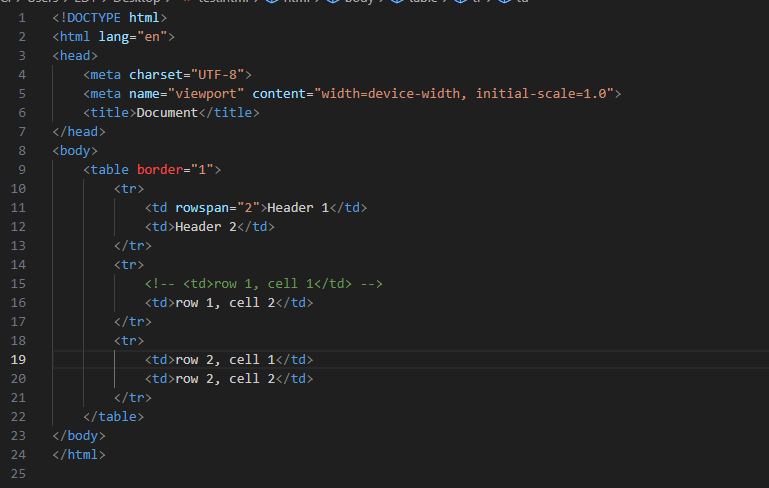 Users > EDT > Desktop > test.html > html > body > table > tr > td
1 <!DOCTYPE html>
2 <html lang="en">
3 <head>
4 <meta charset="UTF-8">
5 <meta name="viewport" content="width=device-width, initial-scale=1.0">
6 <title>Document</title>
7 </head>
8 <body>
9 <table border="1">
10 <tr>
11 <td rowspan="2">Header 1</td>
12 <td>Header 2</td>
13 </tr>
14 <tr>
15 <!-- <td>row 1, cell 1</td> -->
16 <td>row 1, cell 2</td>
17 </tr>
18 <tr>
19 <td>row 2, cell 1</td>
20 <td>row 2, cell 2</td>
21 </tr>
22 </table>
23 </body>
24 </html>
25